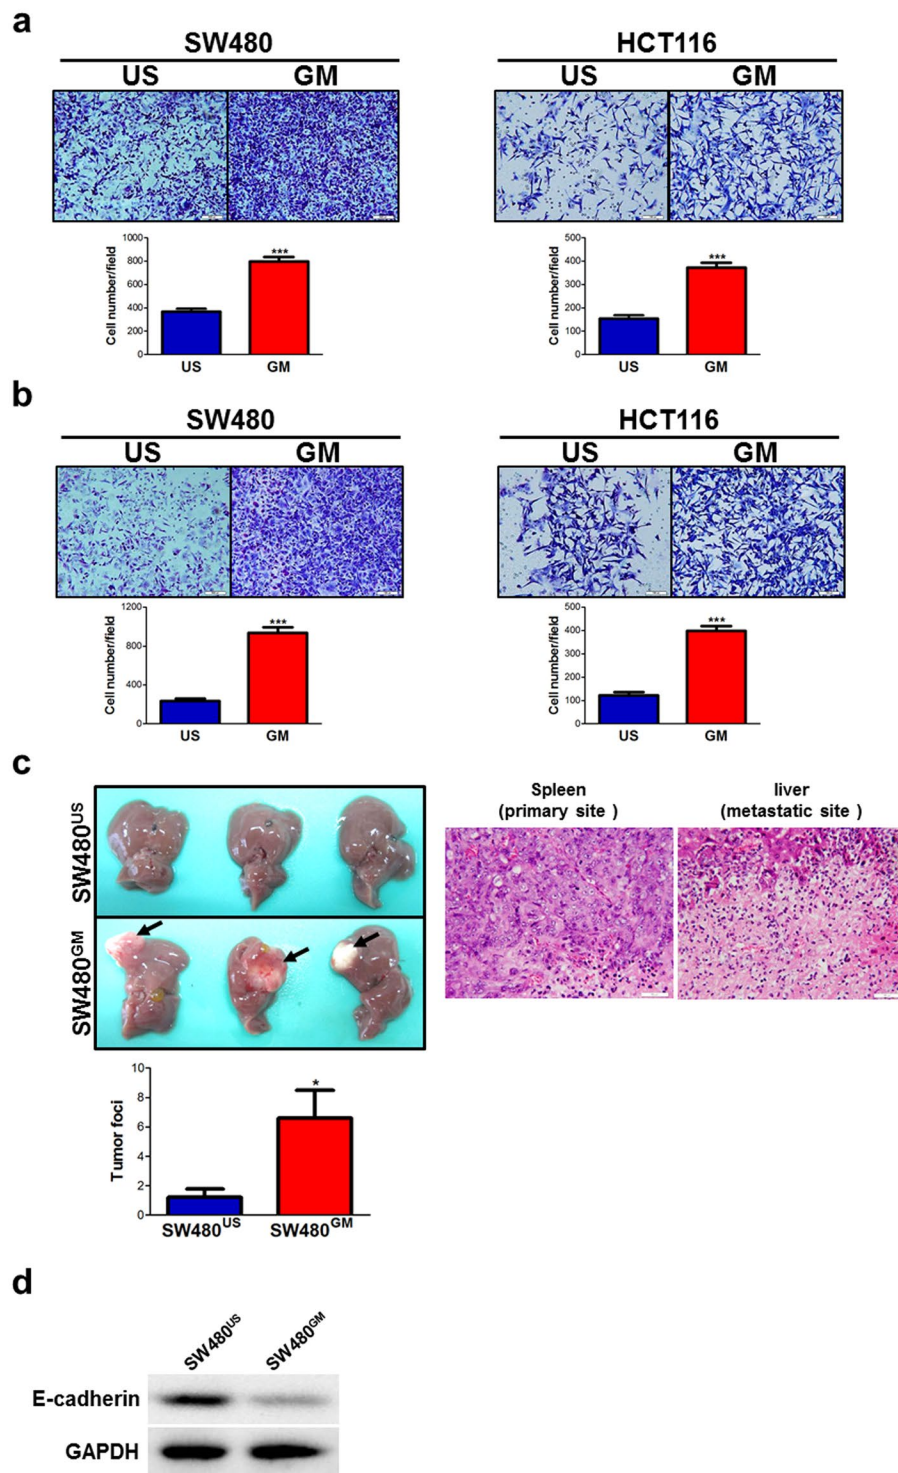 a
SW480
HCT116
US
GM
US
GM
Cell number/field
1000
800
600
400
200
0
***
US
GM
Cell number/field
500
400
300
200
100
0
***
US
GM
b
SW480
HCT116
US
GM
US
GM
Cell number/field
1200
800
400
0
***
US
GM
Cell number/field
500
400
300
200
100
0
***
US
GM
c
SW480US
SW480GM
Spleen
(primary site )
liver
(metastatic site )
Tumor foci
10
8
6
4
2
0
*
SW480US
SW480GM
d
SW480US
SW480GM
E-cadherin
GAPDH